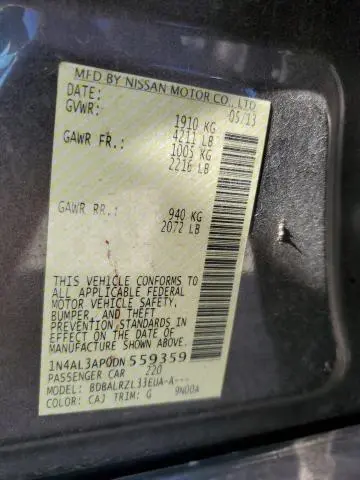 MFD BY NISSAN MOTOR CO., LTD
DATE: 05/13
GVWR: 1910 KG
4211 LB
GAWR FR.: 1005 KG
2216 LB
GAWR RR.: 940 KG
2072 LB
THIS VEHICLE CONFORMS TO
ALL APPLICABLE FEDERAL
MOTOR VEHICLE SAFETY,
BUMPER, AND THEFT
PREVENTION STANDARDS
IN EFFECT ON THE DATE OF
MANUFACTURE SHOWN ABOVE
1N4AL3AP0DN 559359
PASSENGER CAR 220
MODEL: BDBALRZL33EUA-A---
COLOR: CAJ TRIM: G 9N00A